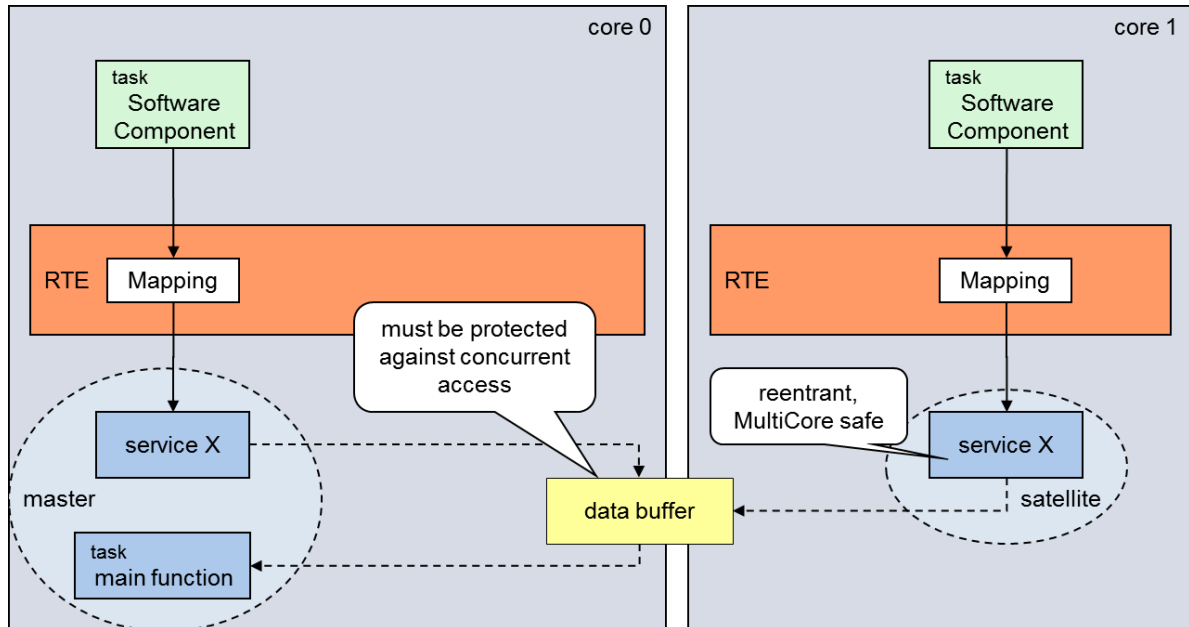 core 0
task
Software
Component
RTE
Mapping
must be protected
against concurrent
access
service X
master
task
main function
data buffer
core 1
task
Software
Component
RTE
Mapping
reentrant,
MultiCore safe
service X
satellite